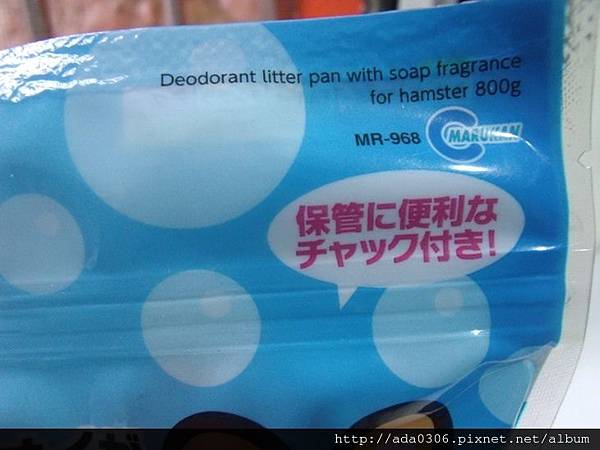 Deodorant litter pan with soap fragrance
for hamster 800g
MR-968 MARUKAN
保管に便利な
チャック付き!
http://ada0306.pixnet.net/album